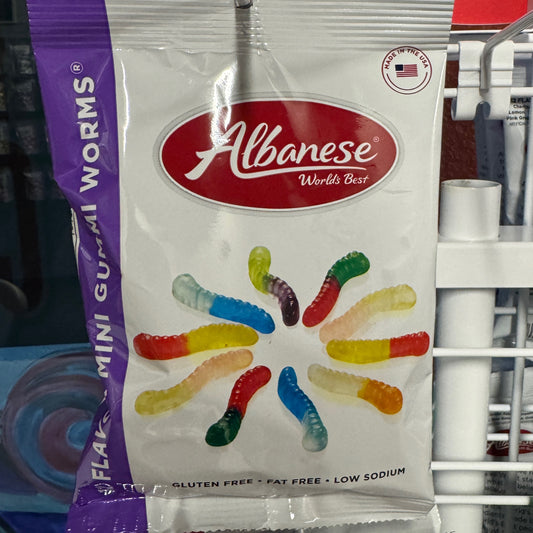 MADE IN THE USA
Albanese®
World's Best
MINI GUMMI WORMS®
GLUTEN FREE • FAT FREE • LOW SODIUM